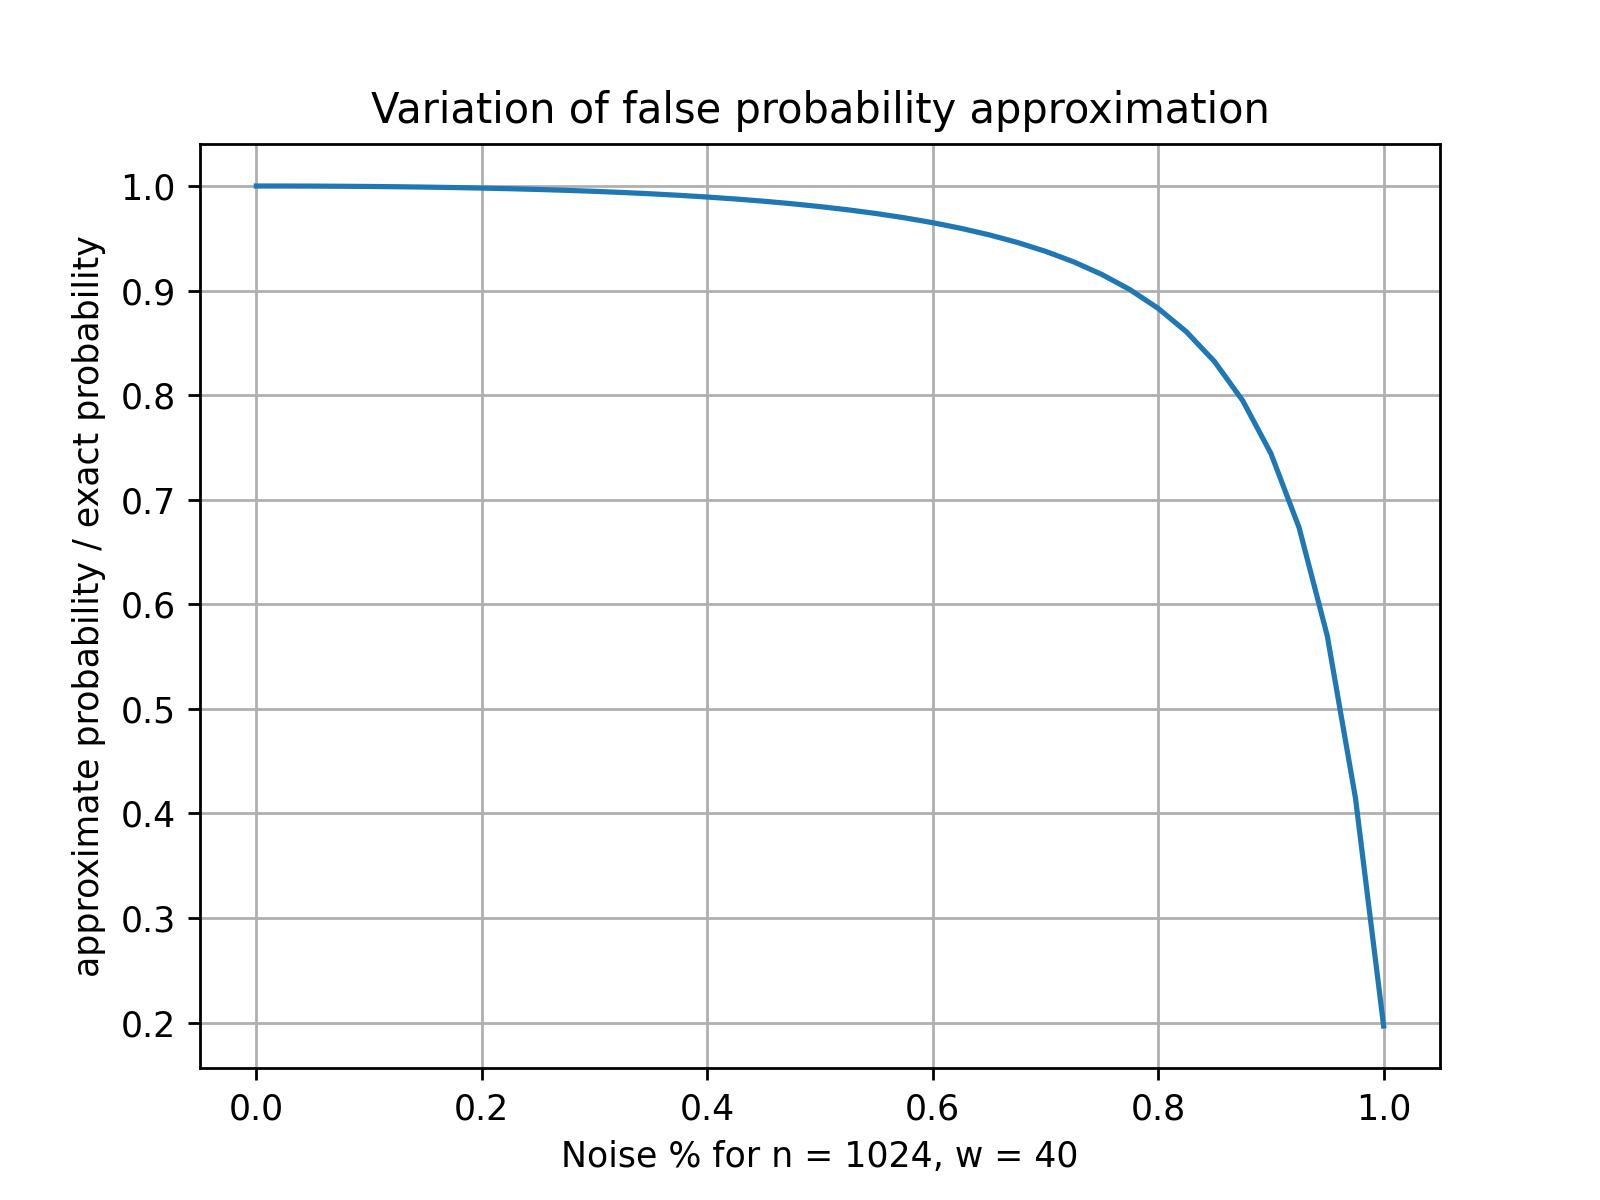 Variation of false probability approximation
approximate probability / exact probability
1.0
0.9
0.8
0.7
0.6
0.5
0.4
0.3
0.2
0.0 0.2 0.4 0.6 0.8 1.0
Noise % for n = 1024, w = 40